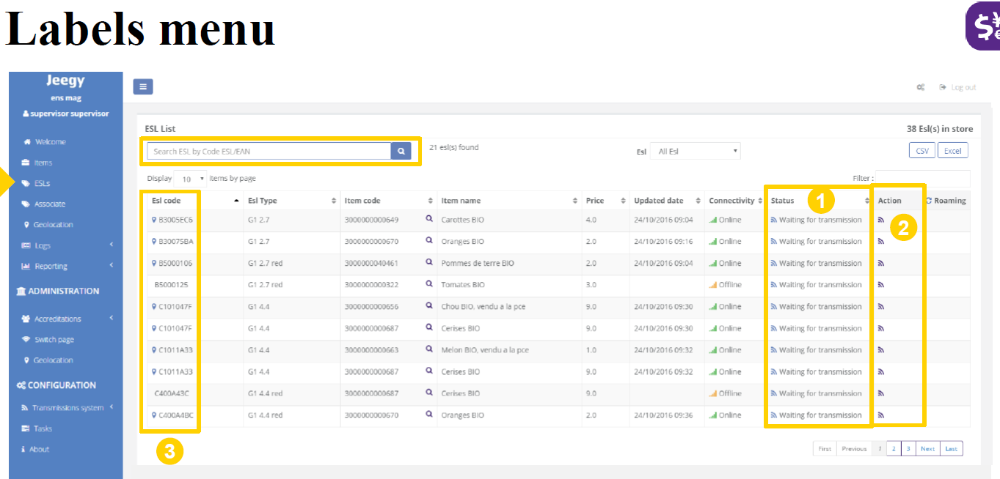 Labels menu
$¥€
Jeegy
ens mag
supervisor supervisor
Welcome
Items
ESLs
Associate
Geolocation
Logs
Reporting
ADMINISTRATION
Accreditations
Switch page
Geolocation
CONFIGURATION
Transmissions system
Tasks
About
Log out
ESL List
38 Esl(s) in store
Search ESL by Code ESL/EAN
21 esl(s) found
Esl All Esl
CSV Excel
Display 10 Items by page
Filter :
Esl code Esl Type Item code Item name Price Updated date Connectivity Status 1 Action Roaming
B3005EC6 G1 2.7 3000000000649 Carottes BIO 4.0 24/10/2016 09:04 Online Waiting for transmission
2
B30075BA G1 2.7 3000000000670 Oranges BIO 2.0 24/10/2016 09:16 Online Waiting for transmission
B5000106 G1 2.7 red 3000000040461 Pommes de terre BIO 2.0 24/10/2016 09:04 Online Waiting for transmission
B5000125 G1 2.7 red 3000000000322 Tomates BIO 3.0 Offline Waiting for transmission
C101047F G1 4.4 3000000000656 Chou BIO, vendu a la pce 9.0 24/10/2016 09:30 Online Waiting for transmission
C101047F G1 4.4 3000000000687 Cerises BIO 9.0 24/10/2016 09:30 Online Waiting for transmission
C1011A33 G1 4.4 3000000000663 Melon BIO, vendu a la pce 1.0 24/10/2016 09:32 Online Waiting for transmission
C1011A33 G1 4.4 3000000000687 Cerises BIO 9.0 24/10/2016 09:32 Online Waiting for transmission
C400A43C G1 4.4 red 3000000000687 Cerises BIO 9.0 Offline Waiting for transmission
C400A4BC G1 4.4 red 3000000000670 Oranges BIO 2.0 24/10/2016 09:36 Online Waiting for transmission
3
First Previous 1 2 3 Next Last